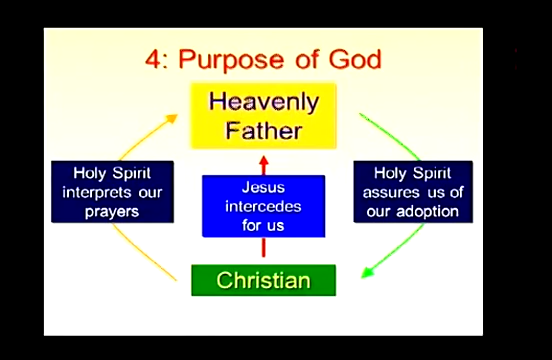 4: Purpose of God
Heavenly
Father
Holy Spirit
interprets our
prayers
Jesus
intercedes
for us
Holy Spirit
assures us of
our adoption
Christian